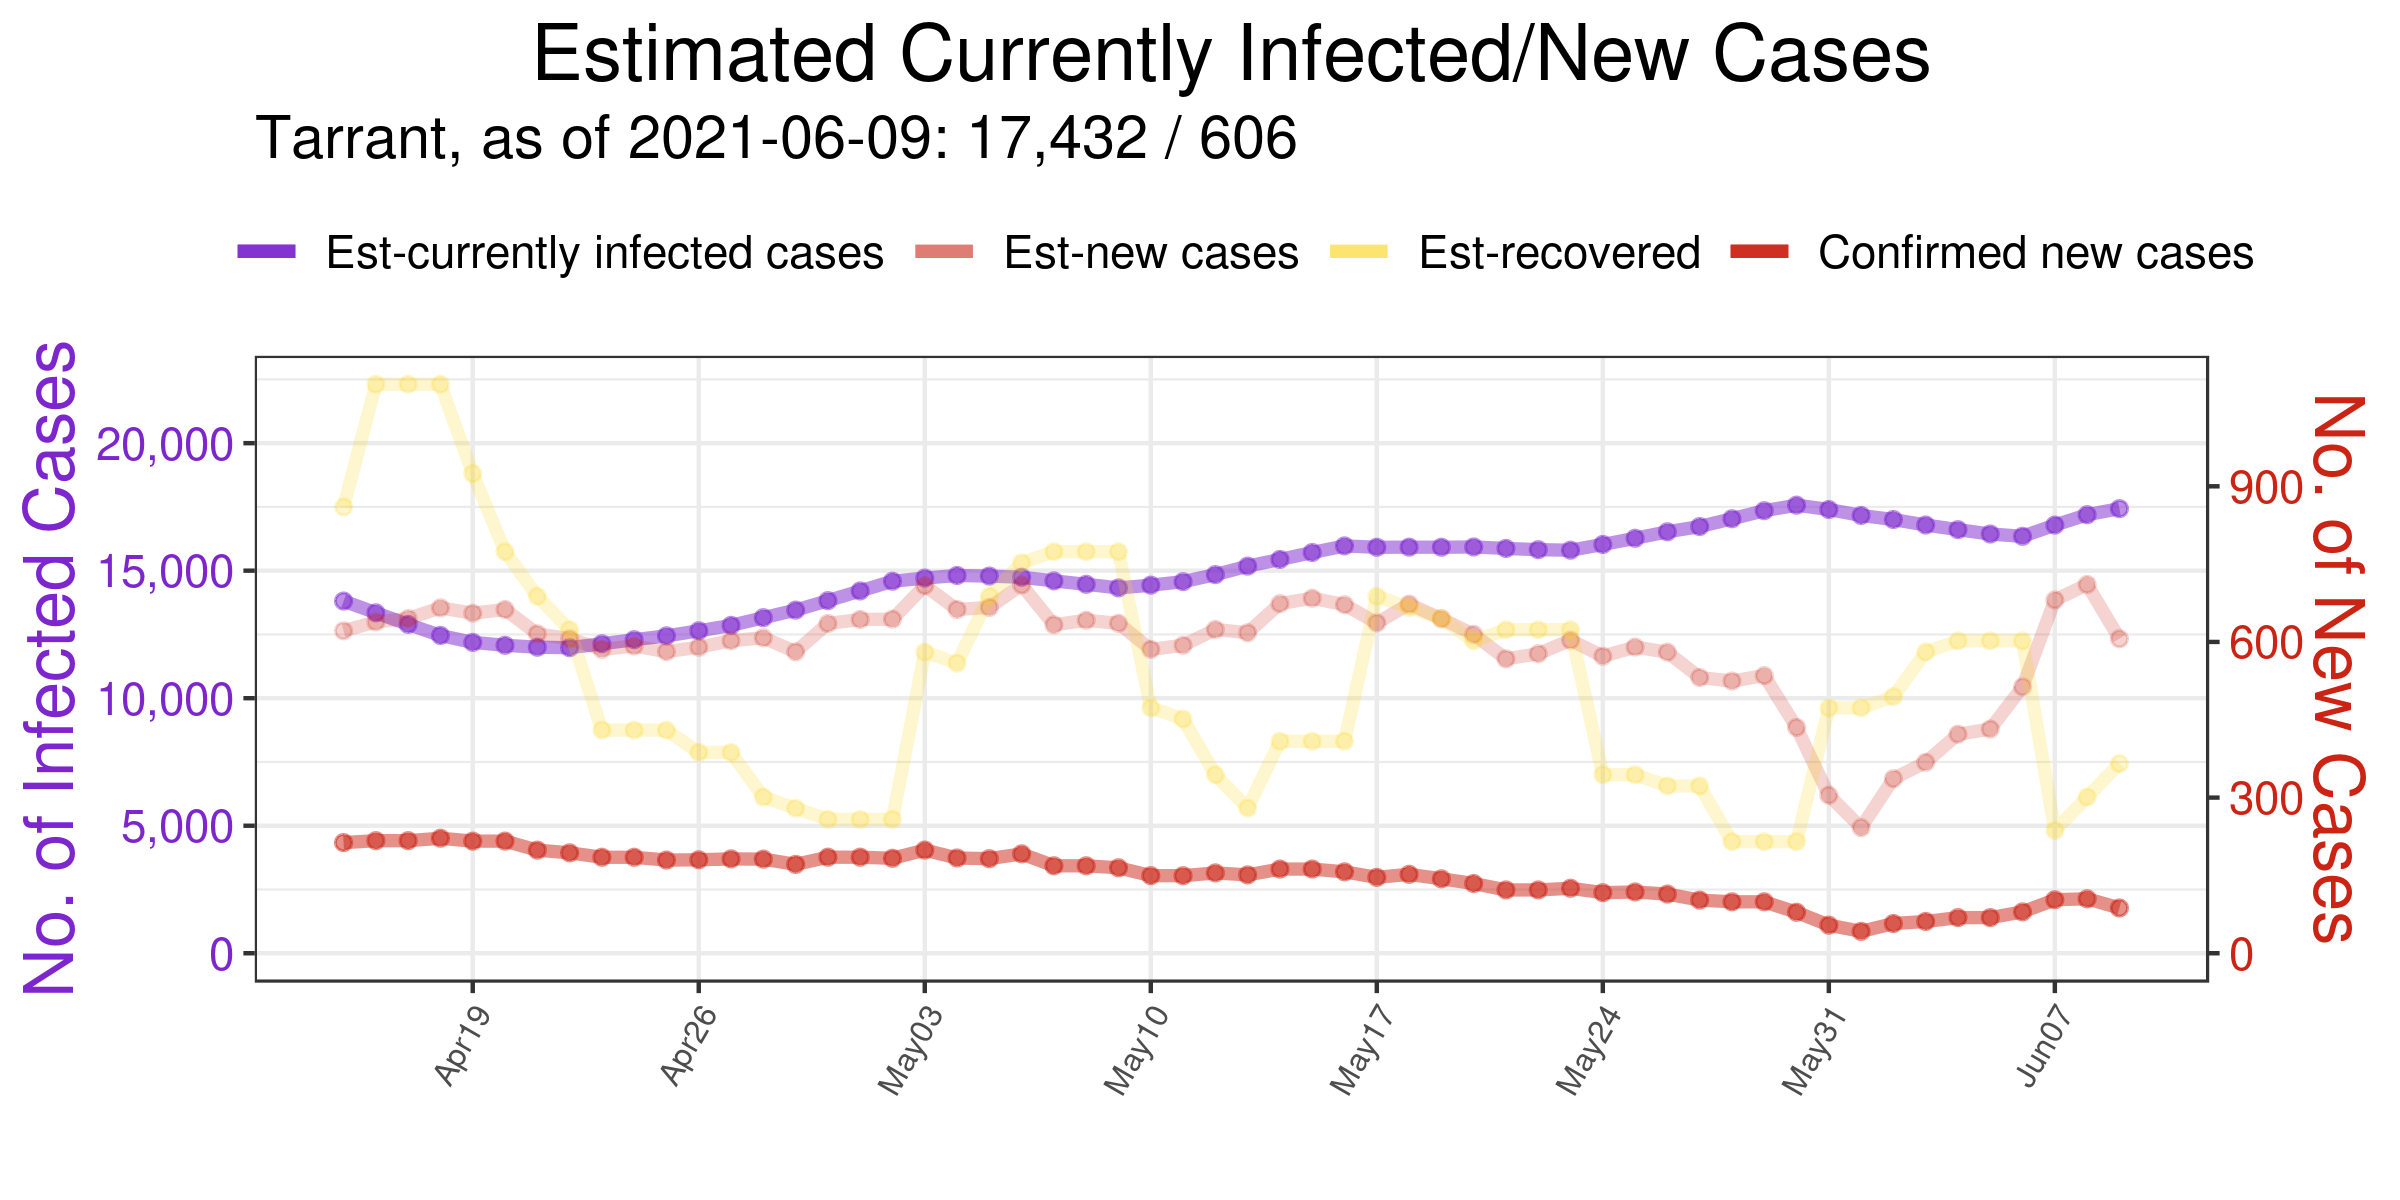 Estimated Currently Infected/New Cases
Tarrant, as of 2021-06-09: 17,432 / 606
Est-currently infected cases Est-new cases Est-recovered Confirmed new cases
No. of Infected Cases
20,000
15,000
10,000
5,000
0
900
600
300
0
No. of New Cases
Apr19 Apr26 May03 May10 May17 May24 May31 Jun07